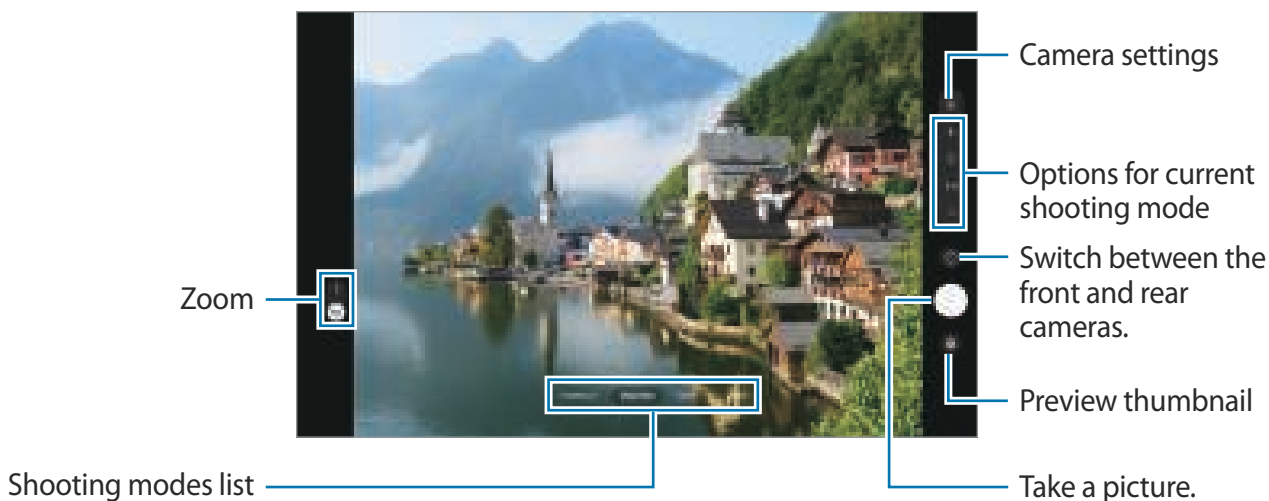 Camera settings
Options for current
shooting mode
Switch between the
front and rear
cameras.
Zoom
Preview thumbnail
Shooting modes list
Take a picture.